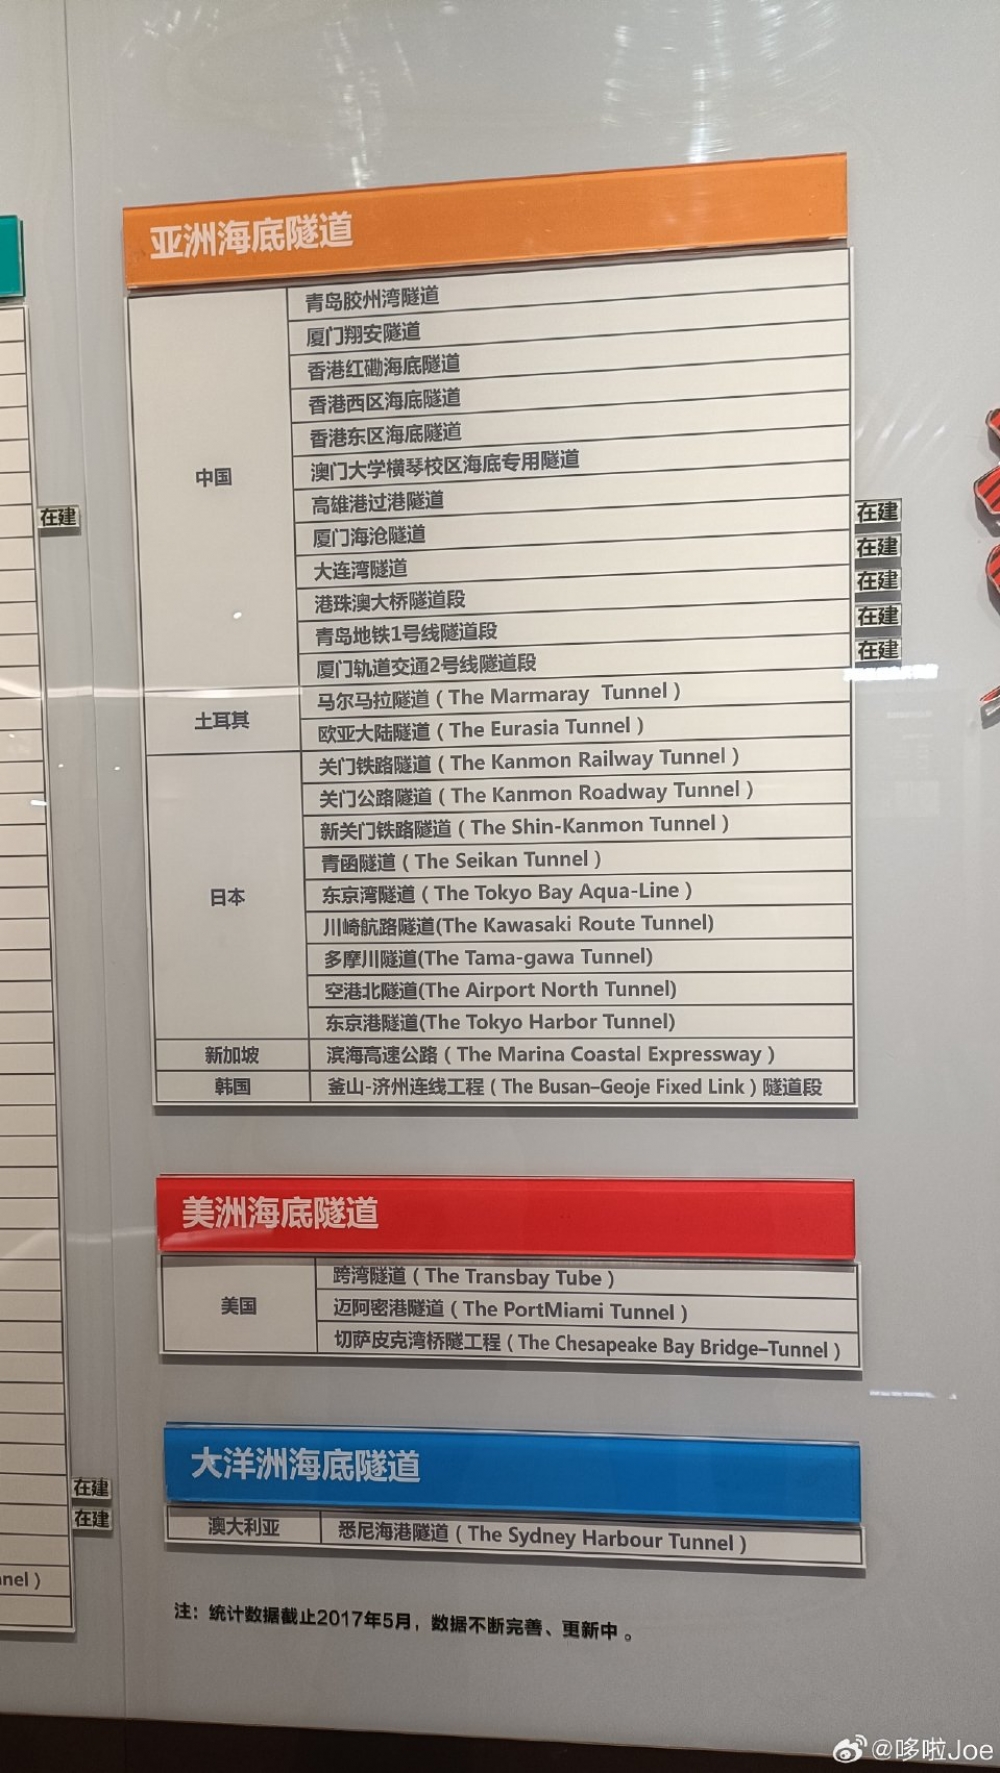 亚洲海底隧道
中国
青岛胶州湾隧道
厦门翔安隧道
香港红磡海底隧道
香港西区海底隧道
香港东区海底隧道
澳门大学横琴校区海底专用隧道
高雄港过港隧道
厦门海沧隧道 在建
大连湾隧道 在建
港珠澳大桥隧道段 在建
青岛地铁1号线隧道段 在建
厦门轨道交通2号线隧道段 在建
土耳其
马尔马拉隧道（The Marmaray Tunnel）
欧亚大陆隧道（The Eurasia Tunnel）
日本
关门铁路隧道（The Kanmon Railway Tunnel）
关门公路隧道（The Kanmon Roadway Tunnel）
新关门铁路隧道（The Shin-Kanmon Tunnel）
青函隧道（The Seikan Tunnel）
东京湾隧道（The Tokyo Bay Aqua-Line）
川崎航路隧道(The Kawasaki Route Tunnel)
多摩川隧道(The Tama-gawa Tunnel)
空港北隧道(The Airport North Tunnel)
东京港隧道(The Tokyo Harbor Tunnel)
新加坡 滨海高速公路（The Marina Coastal Expressway）
韩国 釜山-济州连线工程（The Busan–Geoje Fixed Link）隧道段
美洲海底隧道
美国
跨湾隧道（The Transbay Tube）
迈阿密港隧道（The PortMiami Tunnel）
切萨皮克湾桥隧工程（The Chesapeake Bay Bridge–Tunnel）
大洋洲海底隧道
澳大利亚 悉尼海港隧道（The Sydney Harbour Tunnel）
注：统计数据截止2017年5月，数据不断完善、更新中。
在建
在建
在建
nel）
@哆啦Joe